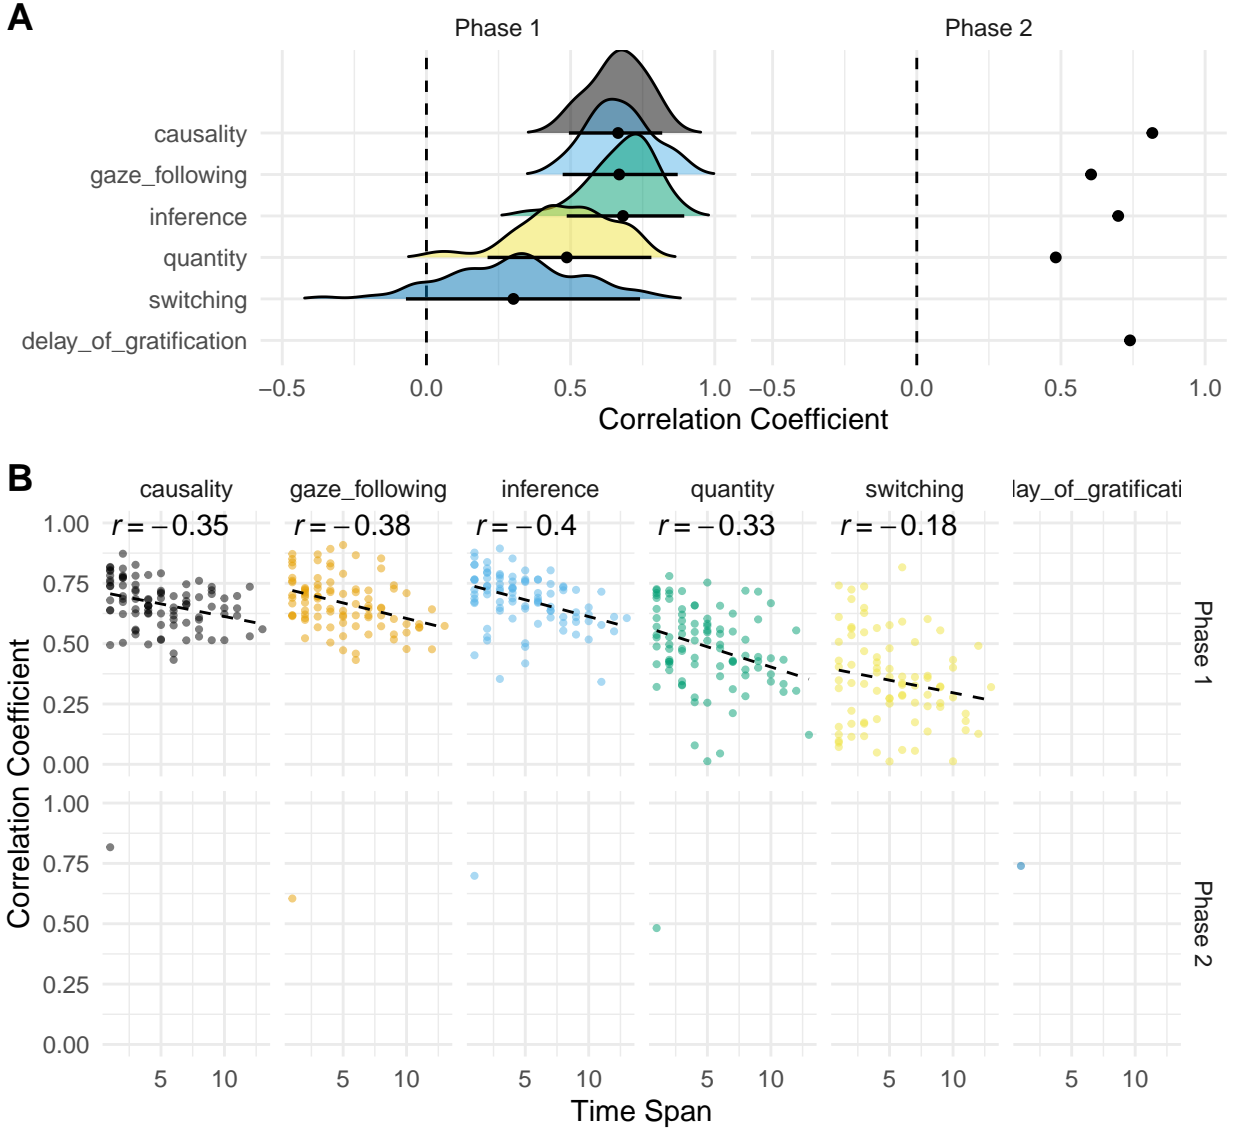 A
Phase 1
Phase 2
causality
gaze_following
inference
quantity
switching
delay_of_gratification
−0.5
0.0
0.5
1.0
−0.5
0.0
0.5
1.0
Correlation Coefficient
B
causality
gaze_following
inference
quantity
switching
lay_of_gratificati
r = −0.35
r = −0.38
r = −0.4
r = −0.33
r = −0.18
1.00
0.75
0.50
0.25
0.00
Phase 1
Correlation Coefficient
1.00
0.75
0.50
0.25
0.00
Phase 2
5
10
5
10
5
10
5
10
5
10
5
10
Time Span